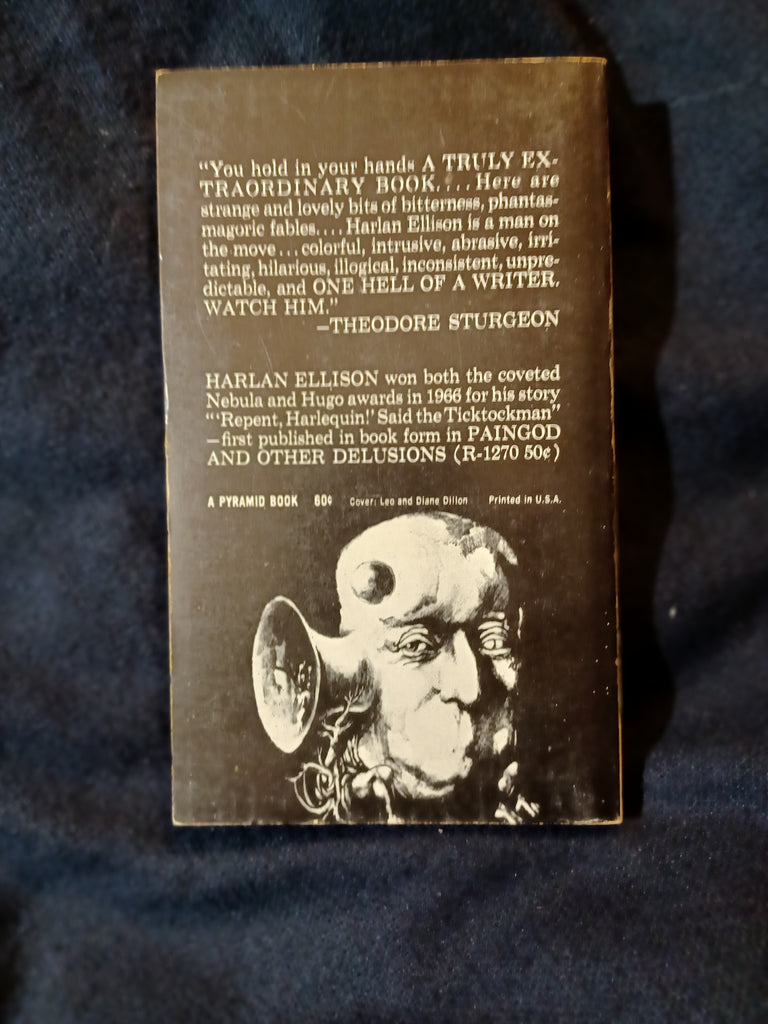 “You hold in your hands A TRULY EX-
TRAORDINARY BOOK.... Here are
strange and lovely bits of bitterness, phantas-
magoric fables.... Harlan Ellison is a man on
the move... colorful, intrusive, abrasive, irri-
tating, hilarious, illogical, inconsistent, unpre-
dictable, and ONE HELL OF A WRITER.
WATCH HIM.”
—THEODORE STURGEON
HARLAN ELLISON won both the coveted
Nebula and Hugo awards in 1966 for his story
“‘Repent, Harlequin!’ Said the Ticktockman”
—first published in book form in PAINGOD
AND OTHER DELUSIONS (R-1270 50¢)
A PYRAMID BOOK 60¢ Cover: Leo and Diane Dillon Printed in U.S.A.